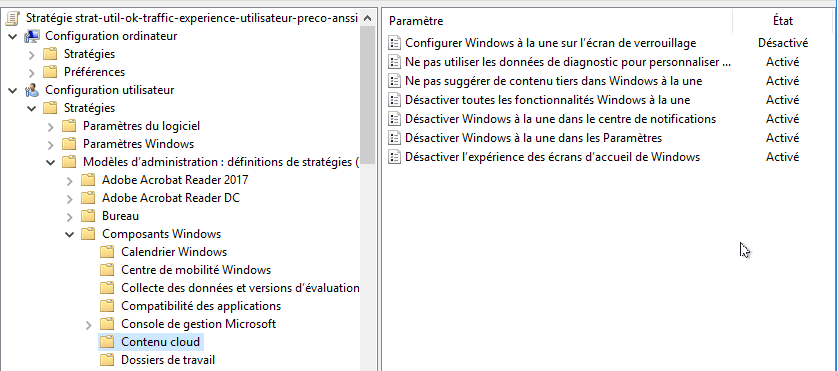 Stratégie strat-util-ok-traffic-experience-utilisateur-preco-anssi
Configuration ordinateur
Stratégies
Préférences
Configuration utilisateur
Stratégies
Paramètres du logiciel
Paramètres Windows
Modèles d'administration : définitions de stratégies (
Adobe Acrobat Reader 2017
Adobe Acrobat Reader DC
Bureau
Composants Windows
Calendrier Windows
Centre de mobilité Windows
Collecte des données et versions d'évaluation
Compatibilité des applications
Console de gestion Microsoft
Contenu cloud
Dossiers de travail
Paramètre État
Configurer Windows à la une sur l'écran de verrouillage Désactivé
Ne pas utiliser les données de diagnostic pour personnaliser ... Activé
Ne pas suggérer de contenu tiers dans Windows à la une Activé
Désactiver toutes les fonctionnalités Windows à la une Activé
Désactiver Windows à la une dans le centre de notifications Activé
Désactiver Windows à la une dans les Paramètres Activé
Désactiver l'expérience des écrans d'accueil de Windows Activé